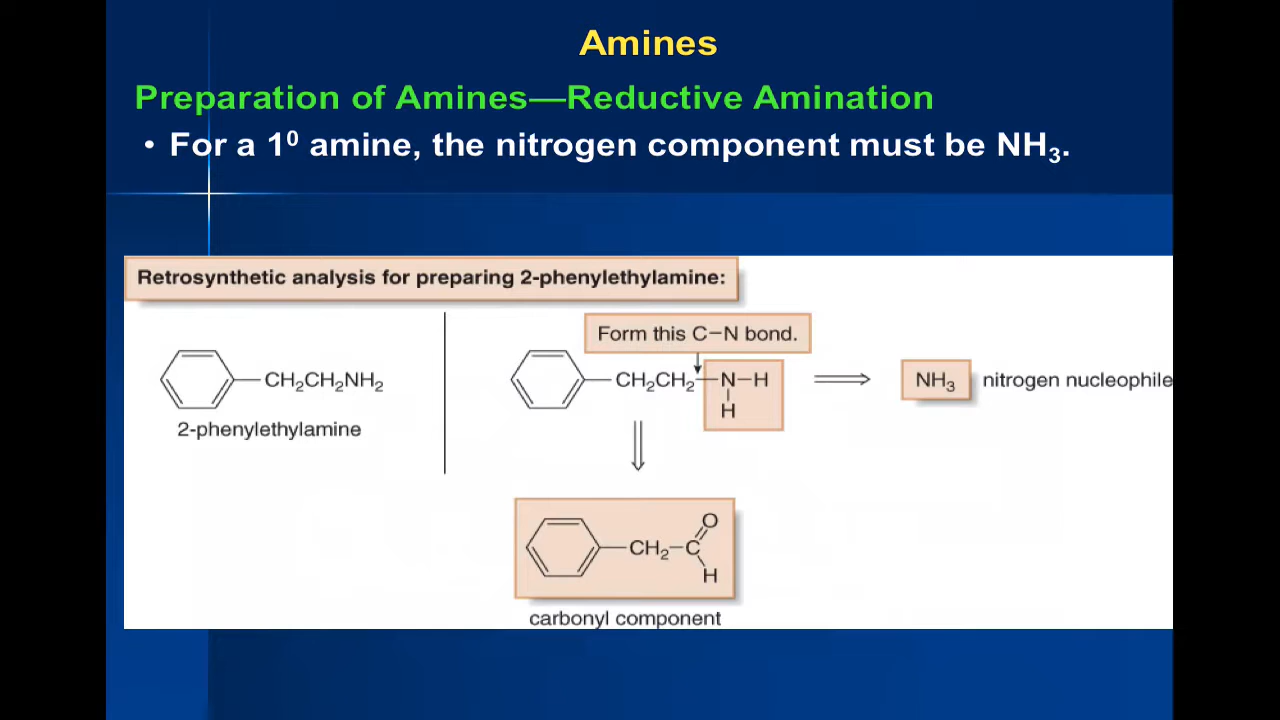 Amines
Preparation of Amines—Reductive Amination
• For a 1⁰ amine, the nitrogen component must be NH₃.
Retrosynthetic analysis for preparing 2-phenylethylamine:
Form this C–N bond.
CH₂CH₂NH₂
2-phenylethylamine
CH₂CH₂–N–H
H
NH₃ nitrogen nucleophile
O
CH₂–C
H
carbonyl component